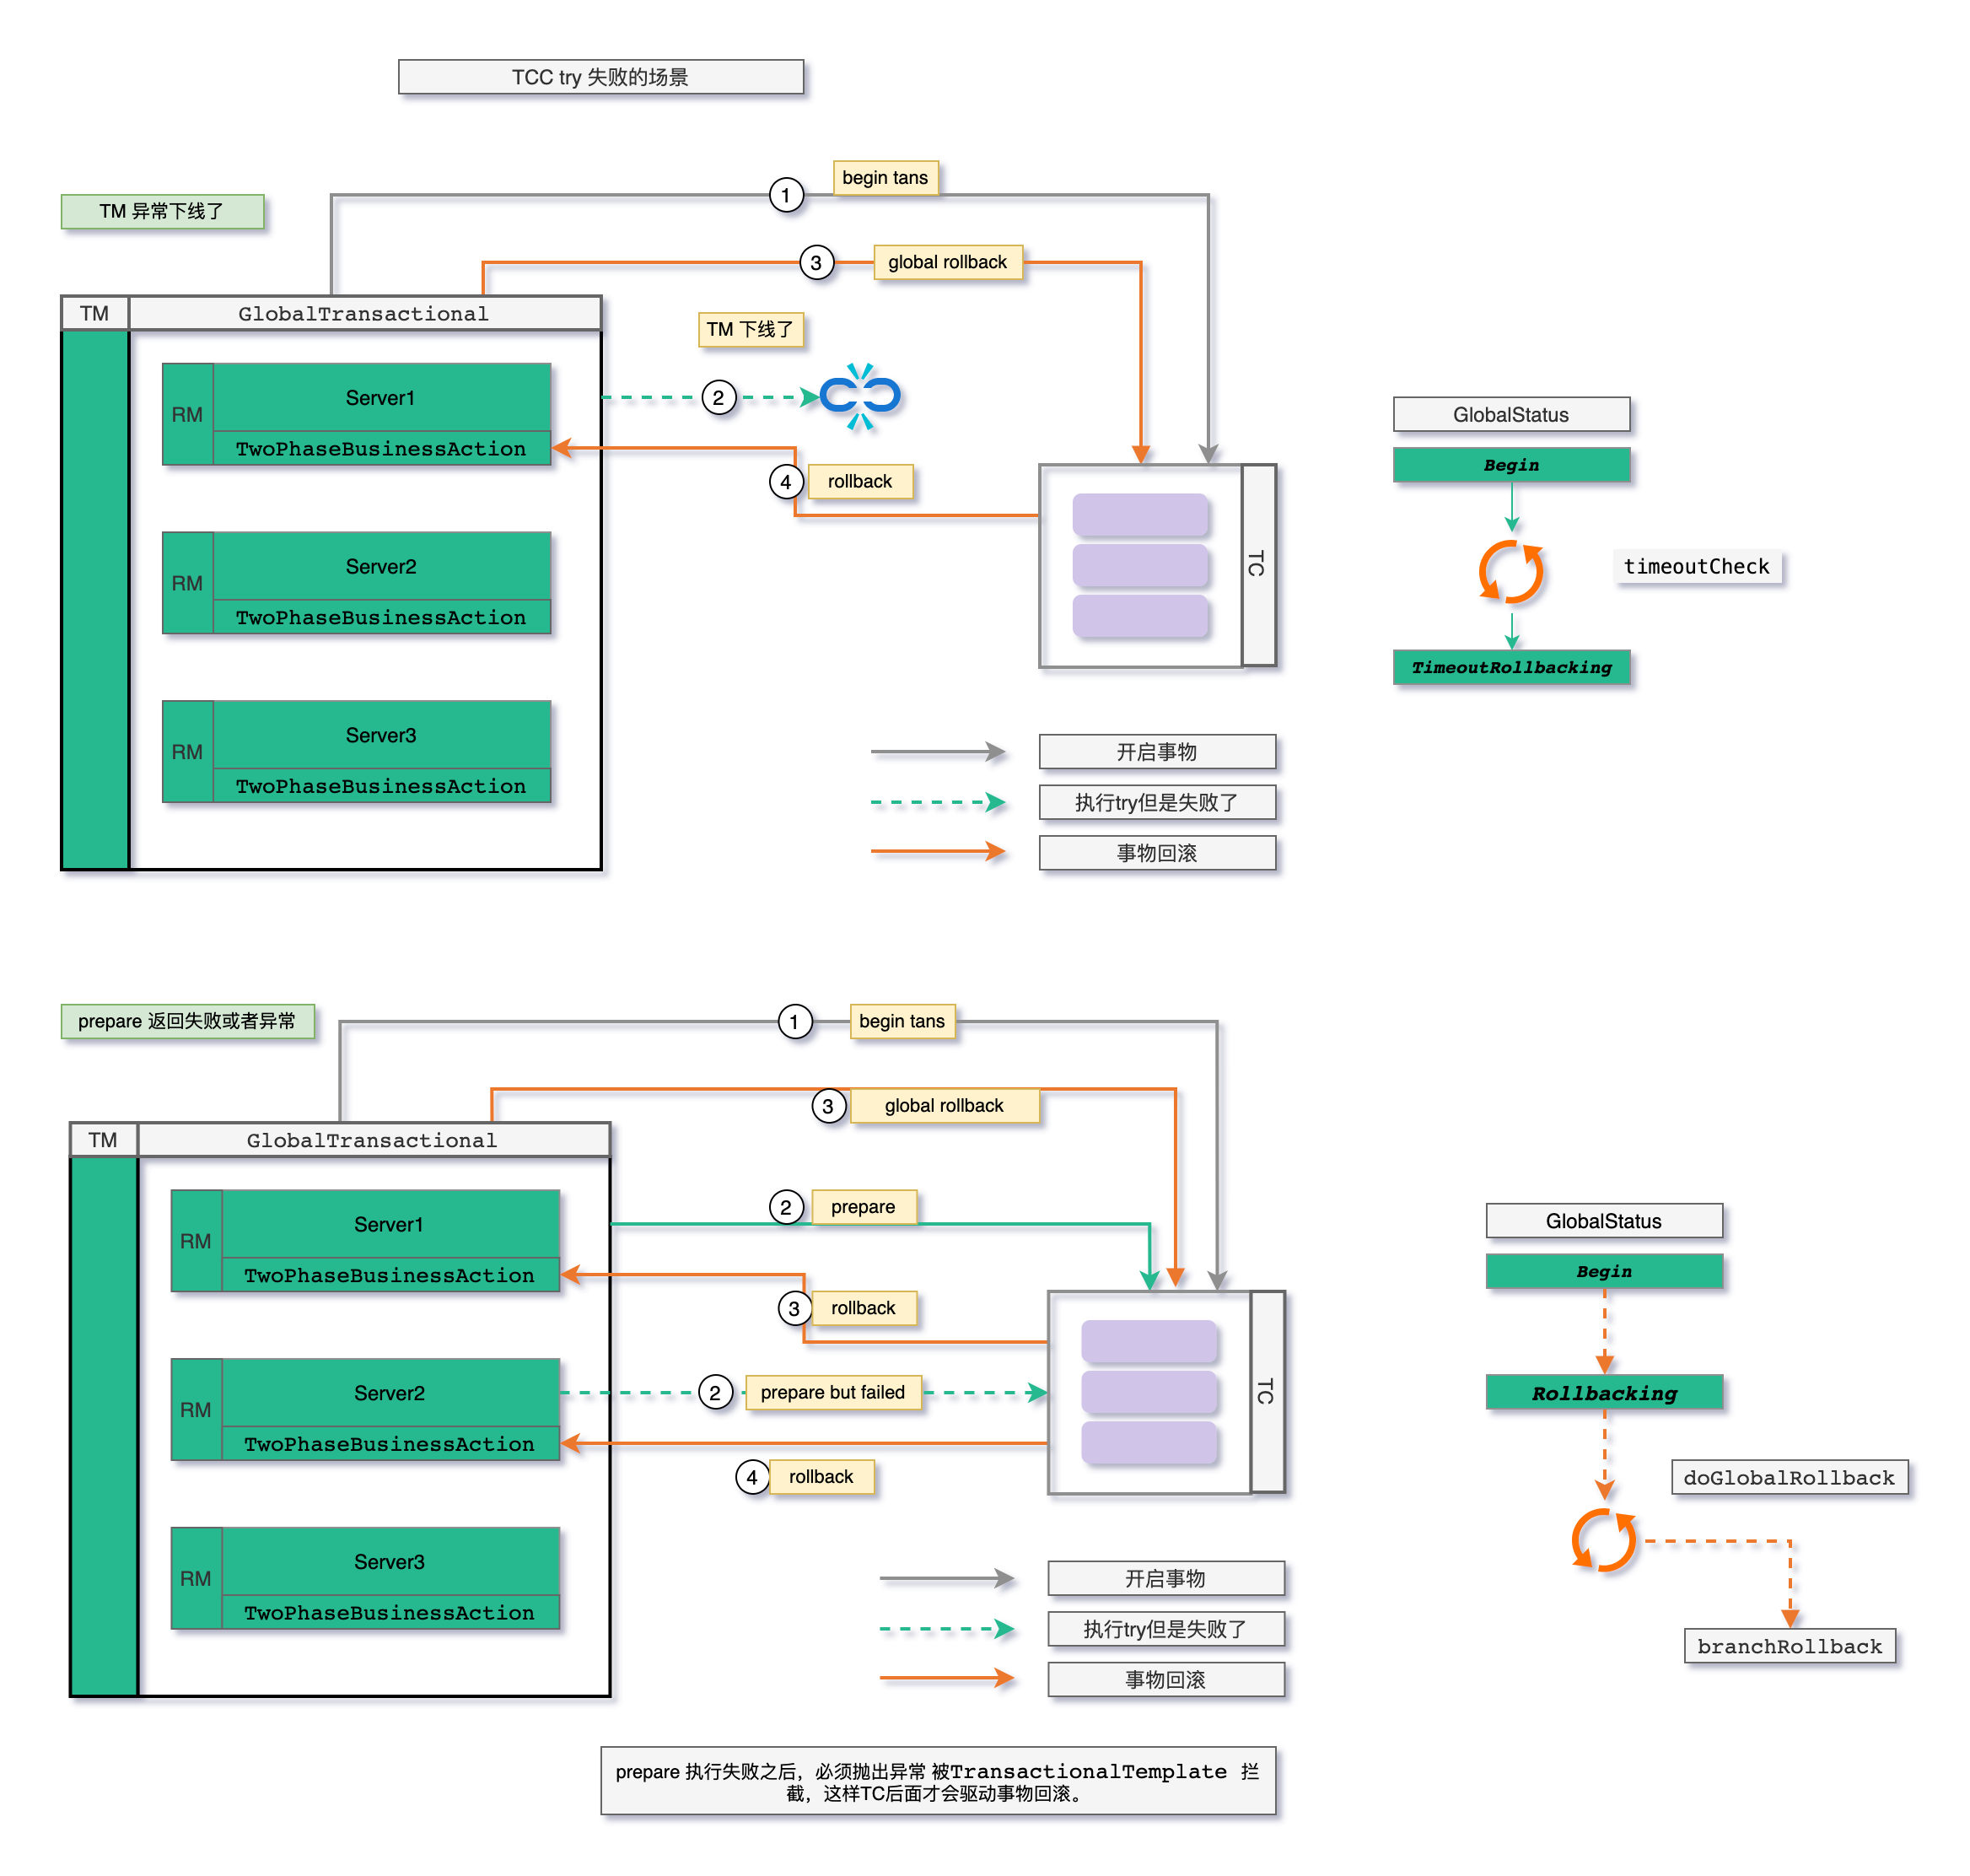 TCC try 失败的场景
TM 异常下线了
1
begin tans
3
global rollback
TM
GlobalTransactional
TM 下线了
RM
Server1
TwoPhaseBusinessAction
2
4
rollback
RM
Server2
TwoPhaseBusinessAction
RM
Server3
TwoPhaseBusinessAction
TC
GlobalStatus
Begin
timeoutCheck
TimeoutRollbacking
开启事物
执行try但是失败了
事物回滚
prepare 返回失败或者异常
1
begin tans
3
global rollback
TM
GlobalTransactional
RM
Server1
TwoPhaseBusinessAction
2
prepare
3
rollback
RM
Server2
TwoPhaseBusinessAction
2
prepare but failed
4
rollback
RM
Server3
TwoPhaseBusinessAction
TC
GlobalStatus
Begin
Rollbacking
doGlobalRollback
branchRollback
开启事物
执行try但是失败了
事物回滚
prepare 执行失败之后，必须抛出异常 被TransactionalTemplate 拦
截，这样TC后面才会驱动事物回滚。